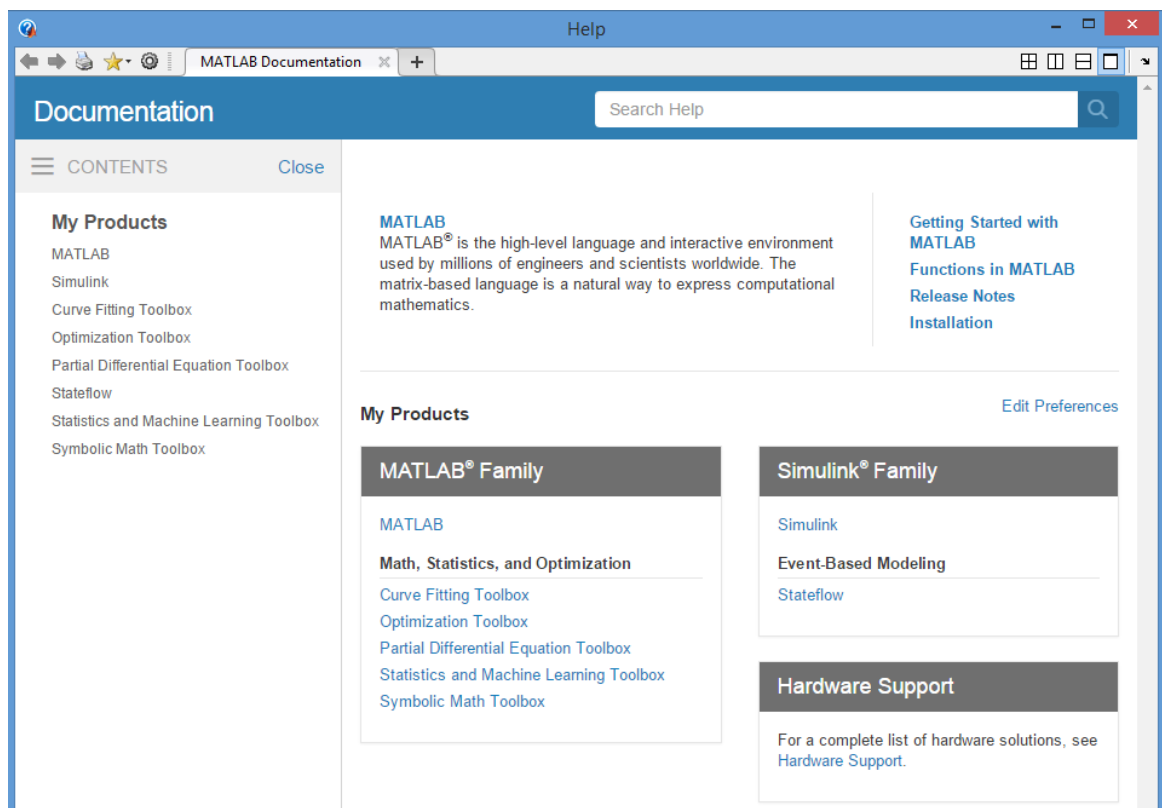 Help
MATLAB Documentation
Documentation
Search Help
CONTENTS
Close
My Products
MATLAB
Simulink
Curve Fitting Toolbox
Optimization Toolbox
Partial Differential Equation Toolbox
Stateflow
Statistics and Machine Learning Toolbox
Symbolic Math Toolbox
MATLAB
MATLAB® is the high-level language and interactive environment
used by millions of engineers and scientists worldwide. The
matrix-based language is a natural way to express computational
mathematics.
Getting Started with
MATLAB
Functions in MATLAB
Release Notes
Installation
My Products
Edit Preferences
MATLAB® Family
MATLAB
Math, Statistics, and Optimization
Curve Fitting Toolbox
Optimization Toolbox
Partial Differential Equation Toolbox
Statistics and Machine Learning Toolbox
Symbolic Math Toolbox
Simulink® Family
Simulink
Event-Based Modeling
Stateflow
Hardware Support
For a complete list of hardware solutions, see
Hardware Support.